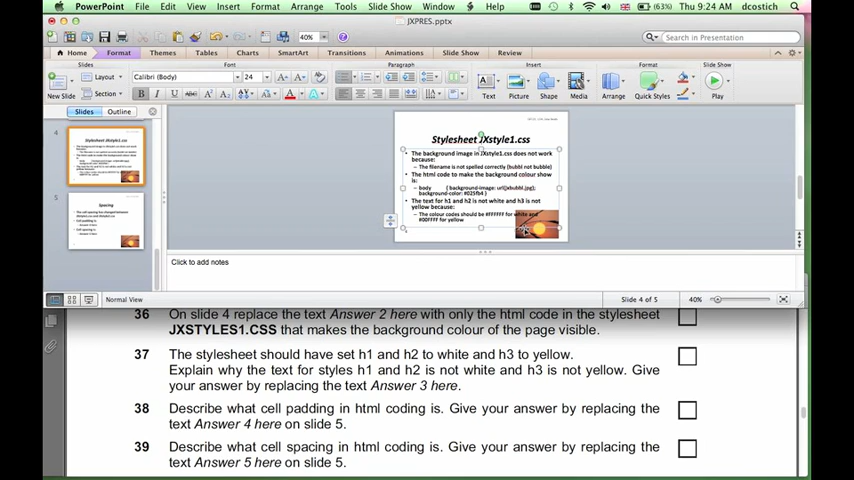 PowerPoint File Edit View Insert Format Arrange Tools Slide Show Window Help Thu 9:24 AM dcostich
JXPRES.pptx
40% Search in Presentation
Home Format Themes Tables Charts SmartArt Transitions Animations Slide Show Review
Slides Font Paragraph Insert Format Slide Show
New Slide Layout Section Calibri (Body) 24 Text Picture Shape Media Arrange Quick Styles Play
Slides Outline
4
Stylesheet JXstyle1.css
5
Spacing
Stylesheet JXstyle1.css
• The background image in JXstyle1.css does not work
because:
– The filename is not spelled correctly (hubbl not bubble)
• The html code to make the background colour show
is:
– body { background-image: url(jxbubbl.jpg);
background-color: #025fb4 }
• The text for h1 and h2 is not white and h3 is not
yellow because:
– The colour codes should be #FFFFFF for white and
#00FFFF for yellow
Click to add notes
Normal View Slide 4 of 5 40%
36 On slide 4 replace the text Answer 2 here with only the html code in the stylesheet
JXSTYLES1.CSS that makes the background colour of the page visible.
37 The stylesheet should have set h1 and h2 to white and h3 to yellow.
Explain why the text for styles h1 and h2 is not white and h3 is not yellow. Give
your answer by replacing the text Answer 3 here.
38 Describe what cell padding in html coding is. Give your answer by replacing the
text Answer 4 here on slide 5.
39 Describe what cell spacing in html coding is. Give your answer by replacing the
text Answer 5 here on slide 5.